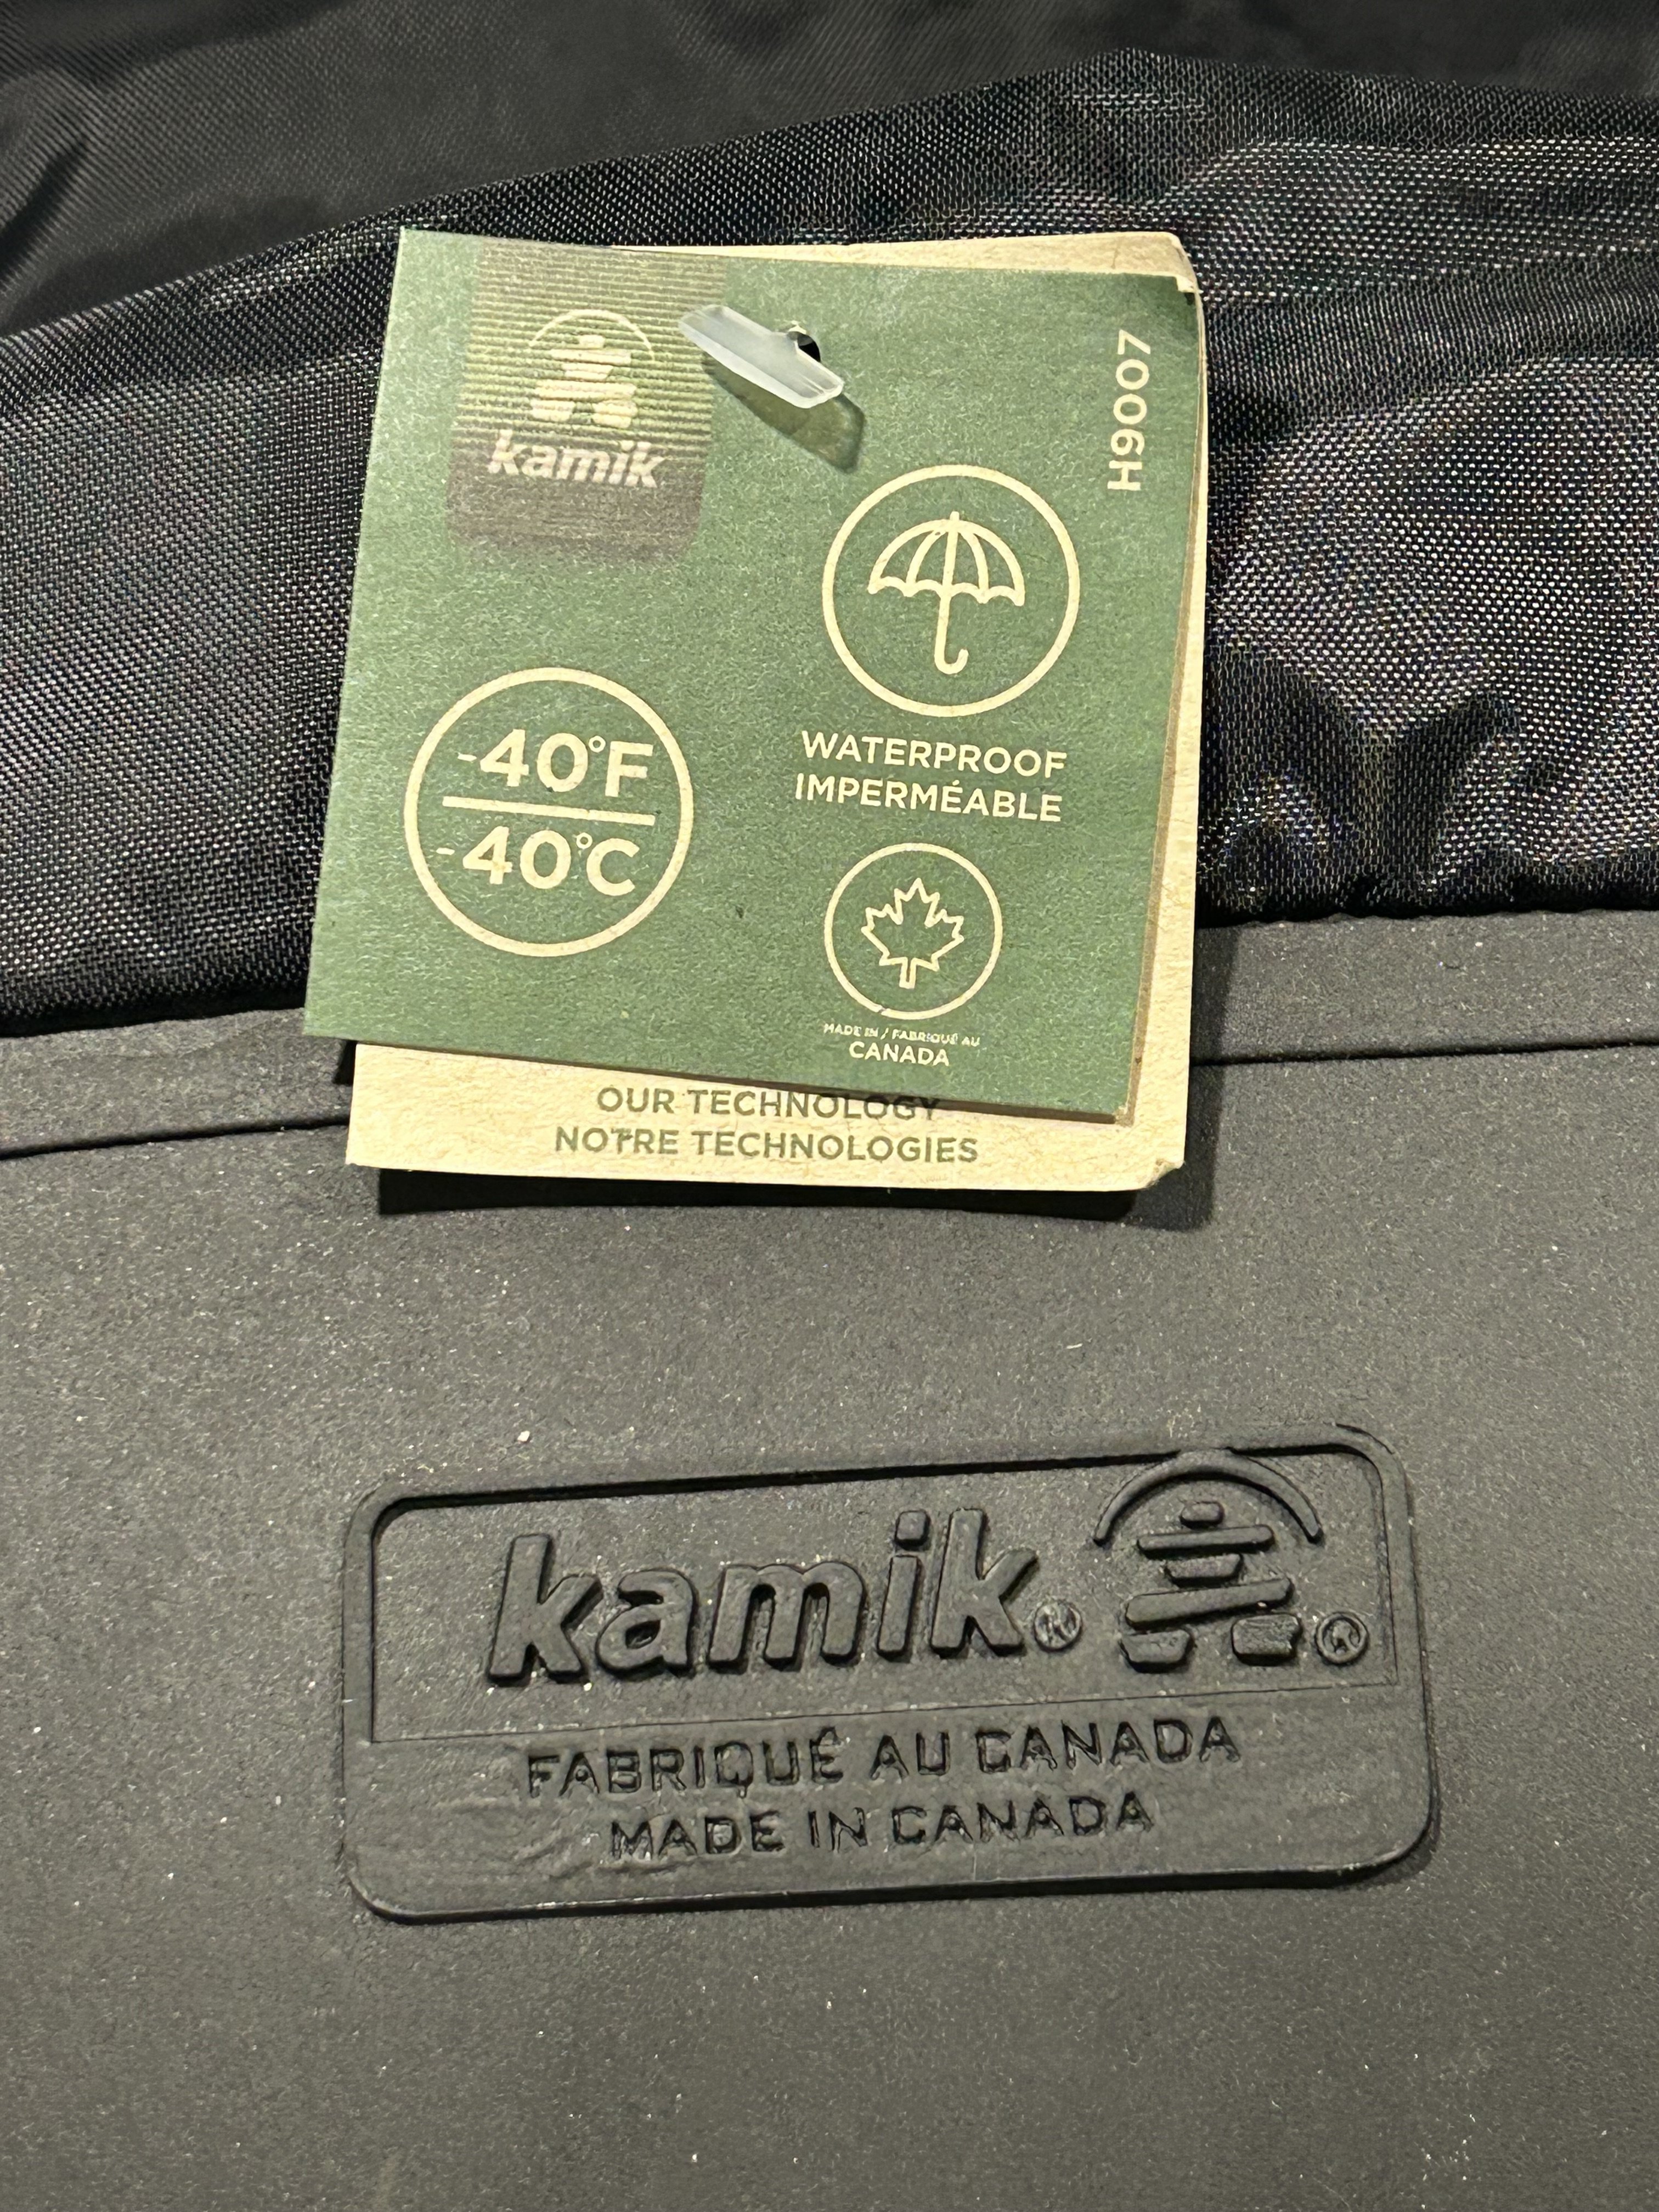 kamik
H9007
-40°F
-40°C
WATERPROOF
IMPERMÉABLE
MADE IN / FABRIQUÉ AU
CANADA
OUR TECHNOLOGY
NOTRE TECHNOLOGIES
kamik® ®
FABRIQUÉ AU CANADA
MADE IN CANADA